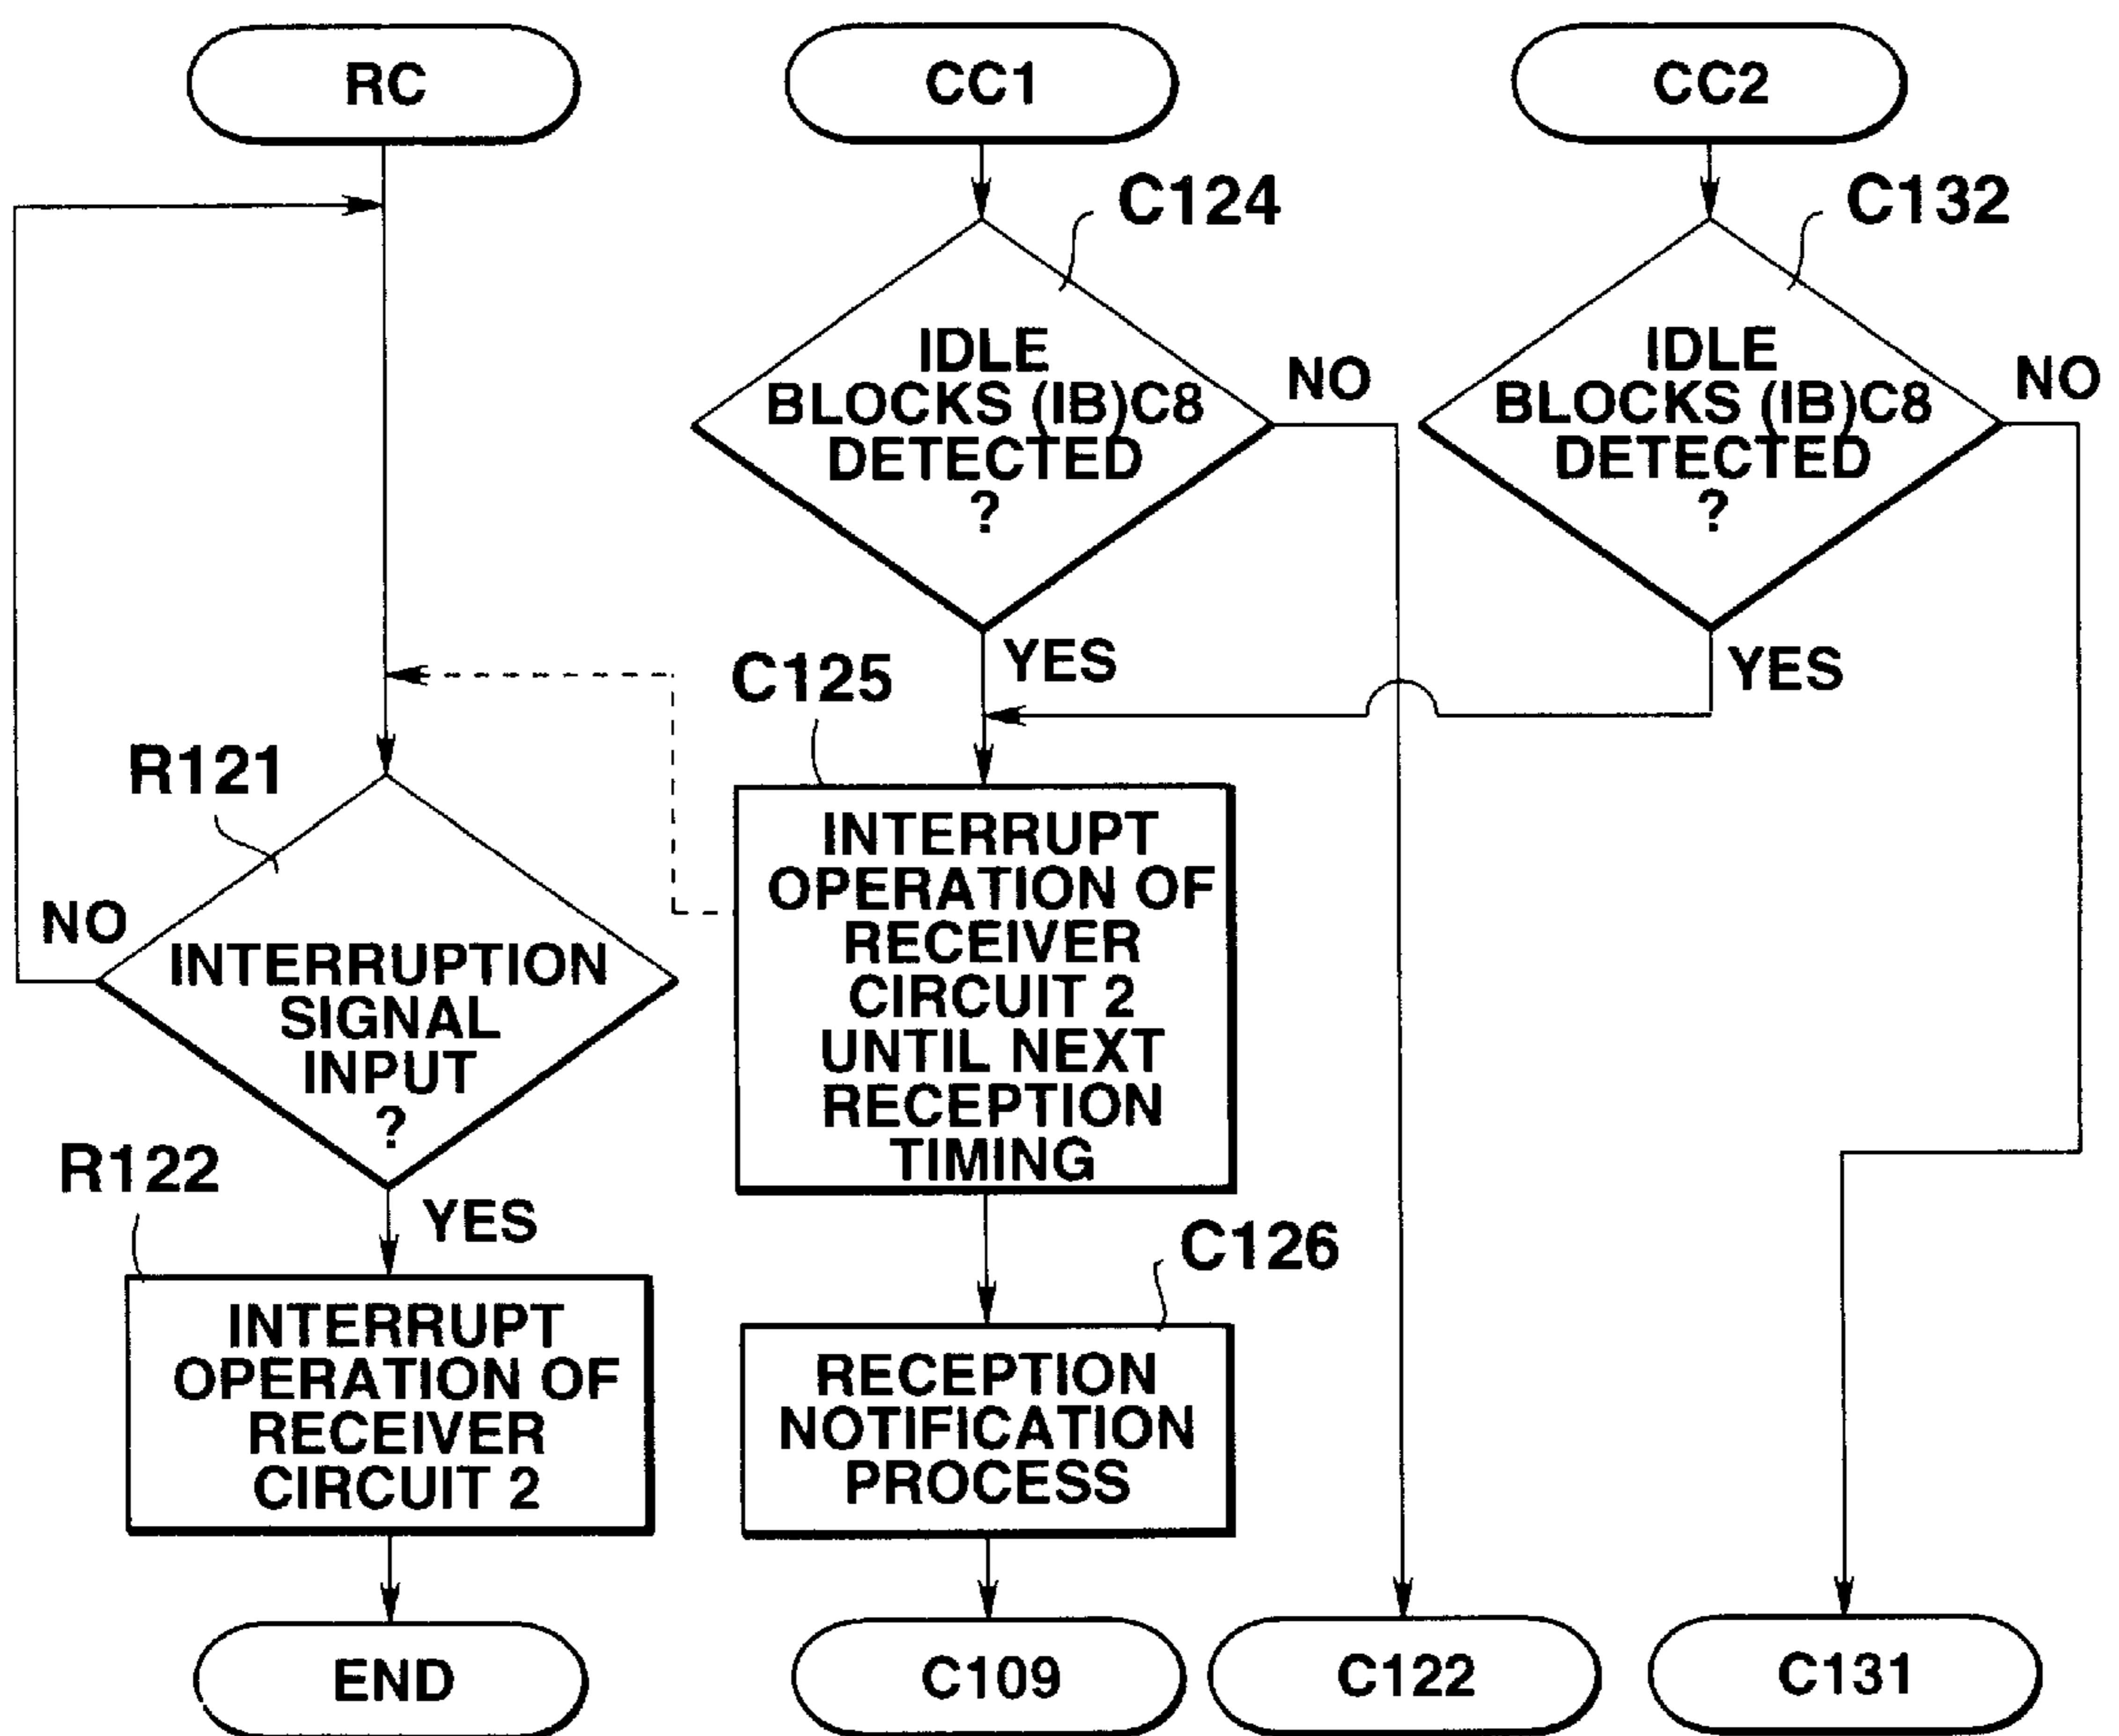 RC
CC1
CC2
C124
C132
IDLE
BLOCKS (IB)C8
DETECTED
?
NO
IDLE
BLOCKS (IB)C8
DETECTED
?
NO
YES
YES
C125
R121
NO
INTERRUPTION
SIGNAL
INPUT
?
YES
INTERRUPT
OPERATION OF
RECEIVER
CIRCUIT 2
UNTIL NEXT
RECEPTION
TIMING
R122
C126
INTERRUPT
OPERATION OF
RECEIVER
CIRCUIT 2
RECEPTION
NOTIFICATION
PROCESS
END
C109
C122
C131